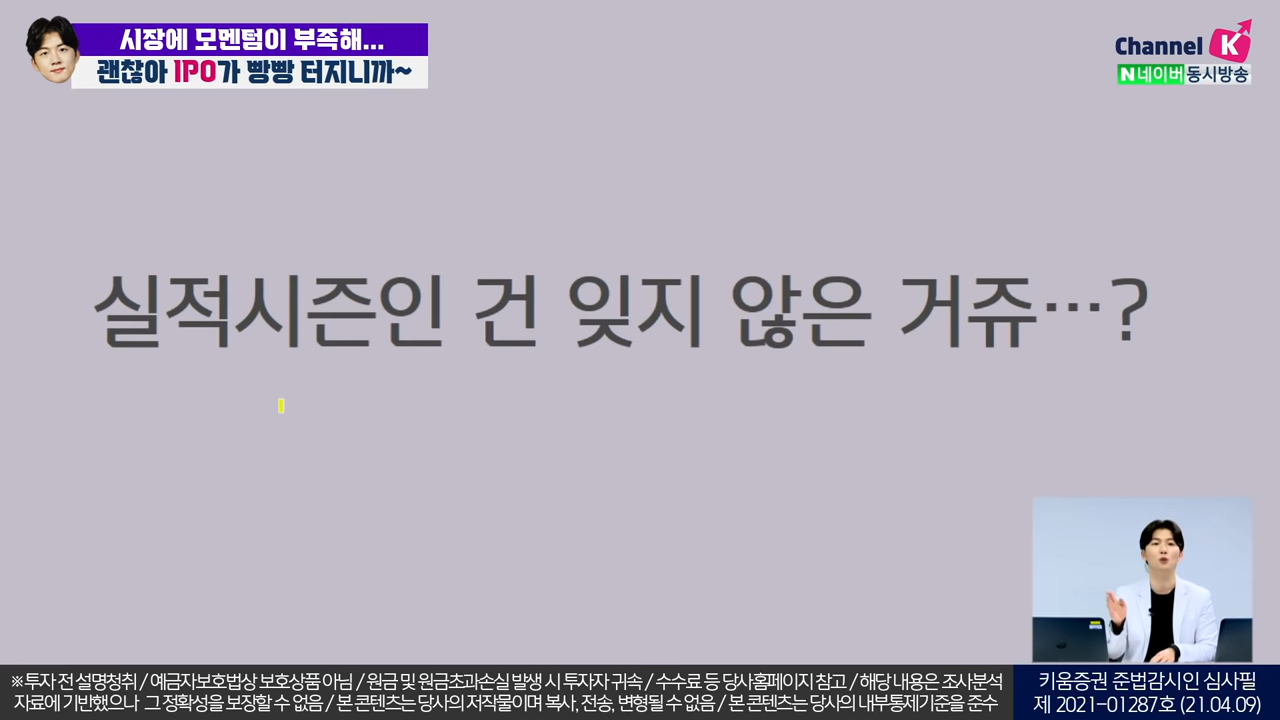 시장에 모멘텀이 부족해...
괜찮아 IPO가 빵빵 터지니까~
Channel K
N 네이버 동시방송
실적시즌인 건 잊지 않은 거쥬…?
※투자 전 설명청취 / 예금자보호법상 보호상품 아님 / 원금 및 원금초과손실 발생 시 투자자 귀속 / 수수료 등 당사홈페이지 참고 / 해당 내용은 조사분석
자료에 기반했으나 그 정확성을 보장할 수 없음 / 본 콘텐츠는 당사의 저작물이며 복사, 전송, 변형될 수 없음 / 본 콘텐츠는 당사의 내부통제기준을 준수
키움증권 준법감시인 심사필
제 2021-01287호 (21.04.09)